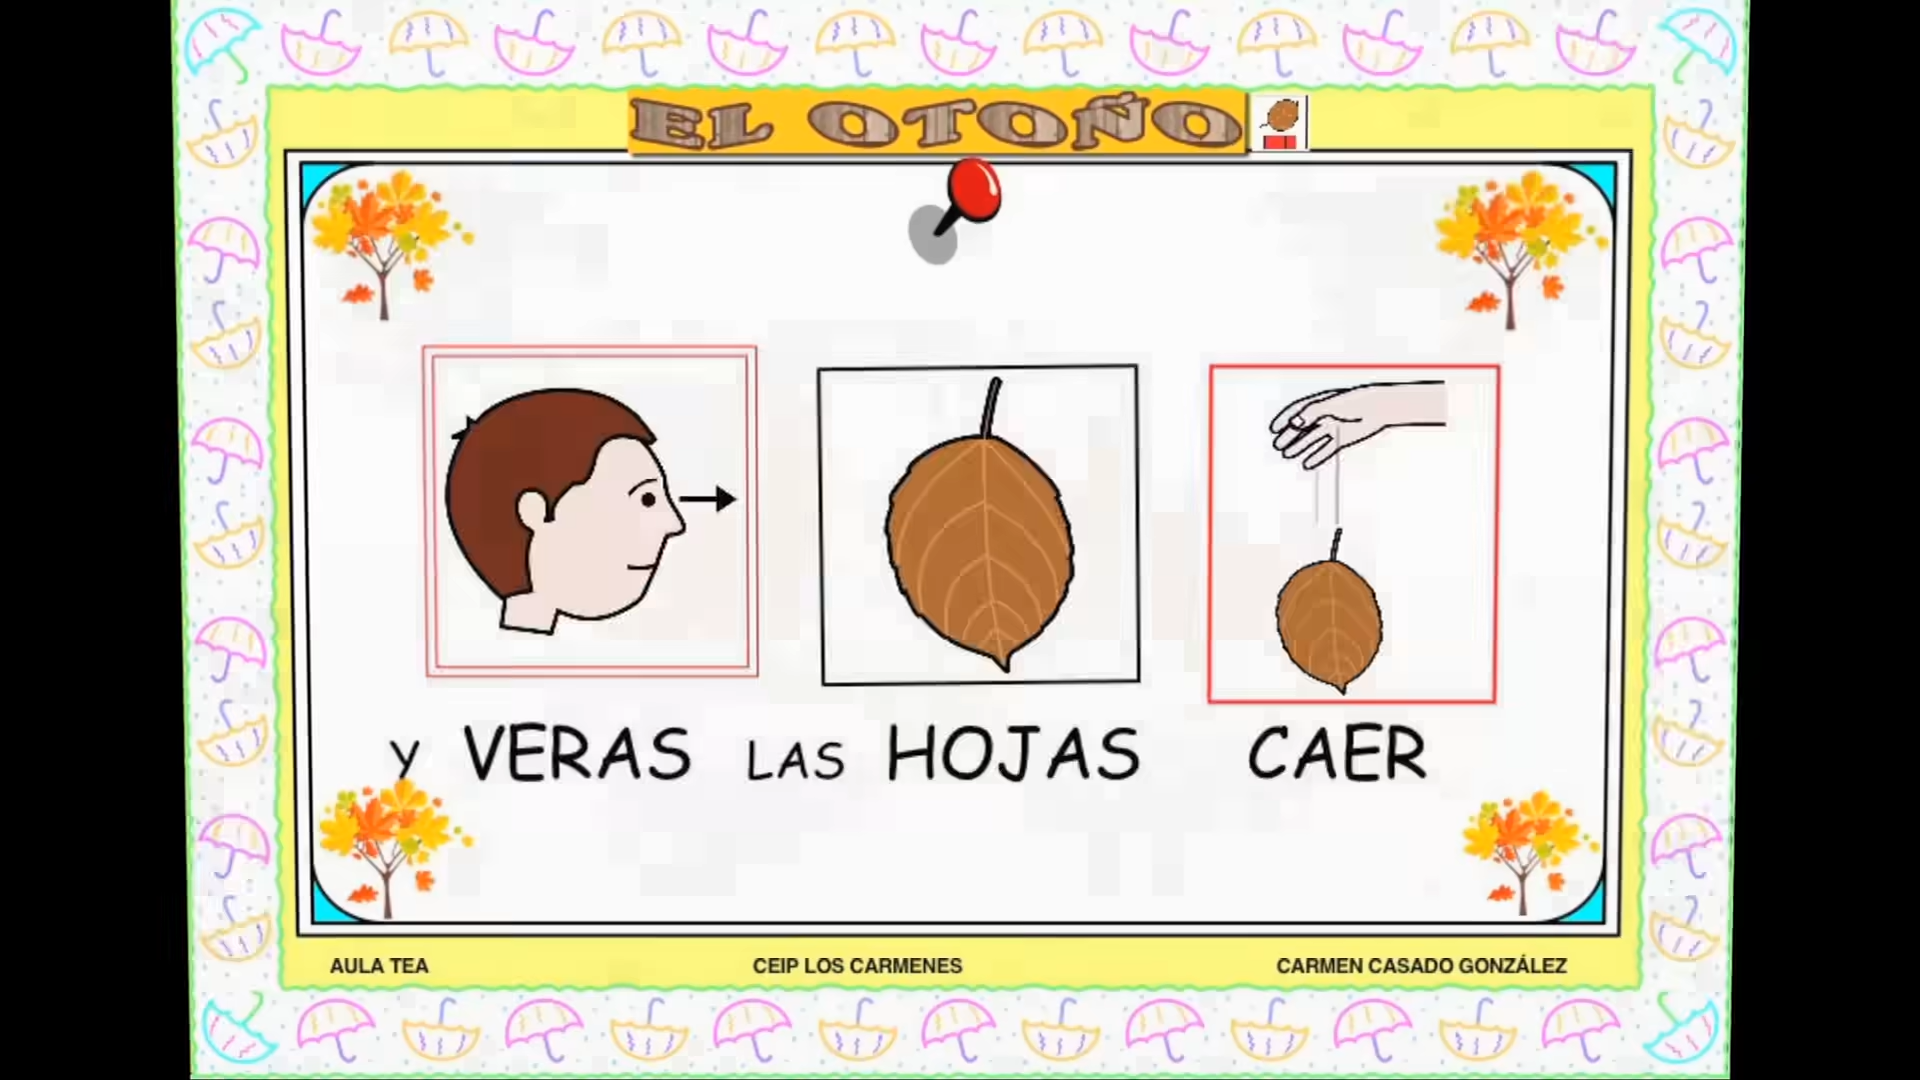 EL OTOÑO
Y VERAS LAS HOJAS CAER
AULA TEA CEIP LOS CARMENES CARMEN CASADO GONZÁLEZ